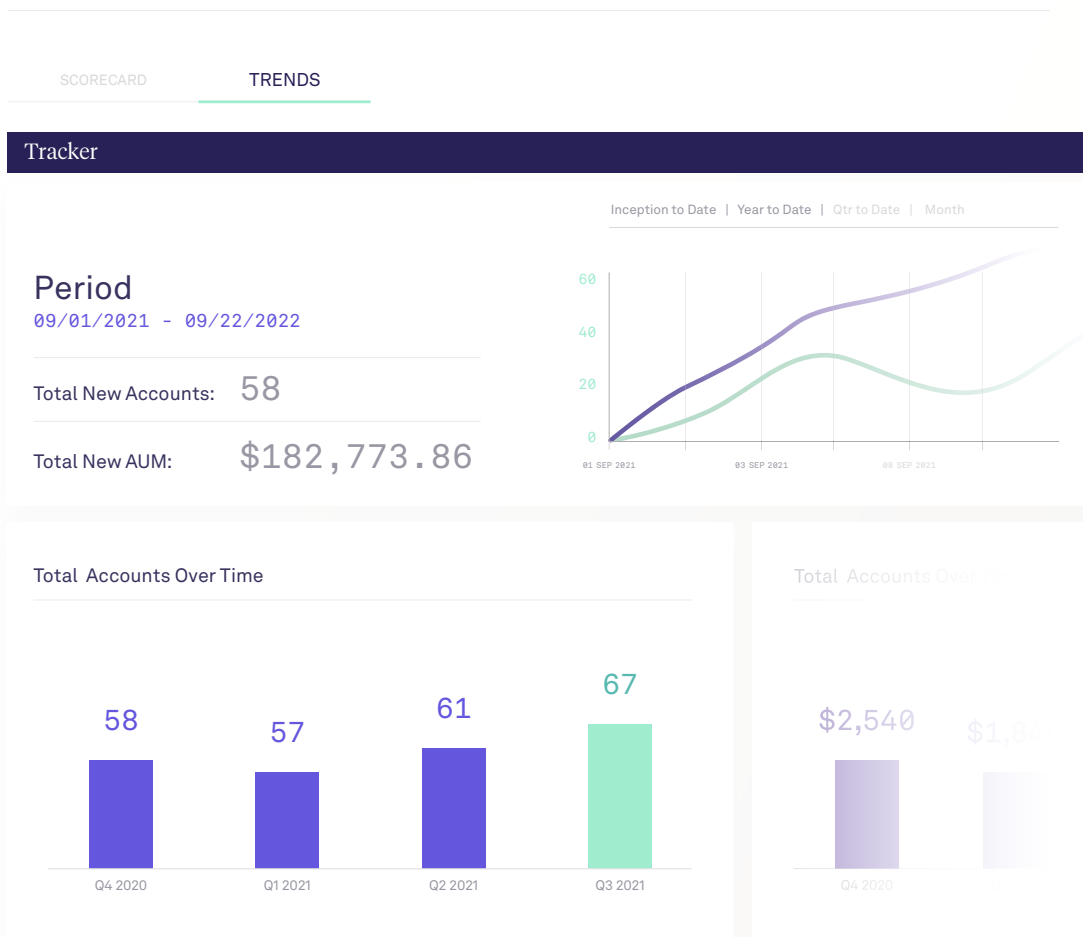 SCORECARD
TRENDS
Tracker
Inception to Date | Year to Date | Qtr to Date | Month
Period
09/01/2021 - 09/22/2022
Total New Accounts: 58
Total New AUM: $182,773.86
60
40
20
0
01 SEP 2021
03 SEP 2021
08 SEP 2021
Total Accounts Over Time
58
57
61
67
Q4 2020
Q1 2021
Q2 2021
Q3 2021
Total Accounts Over
$2,540
Q4 2020